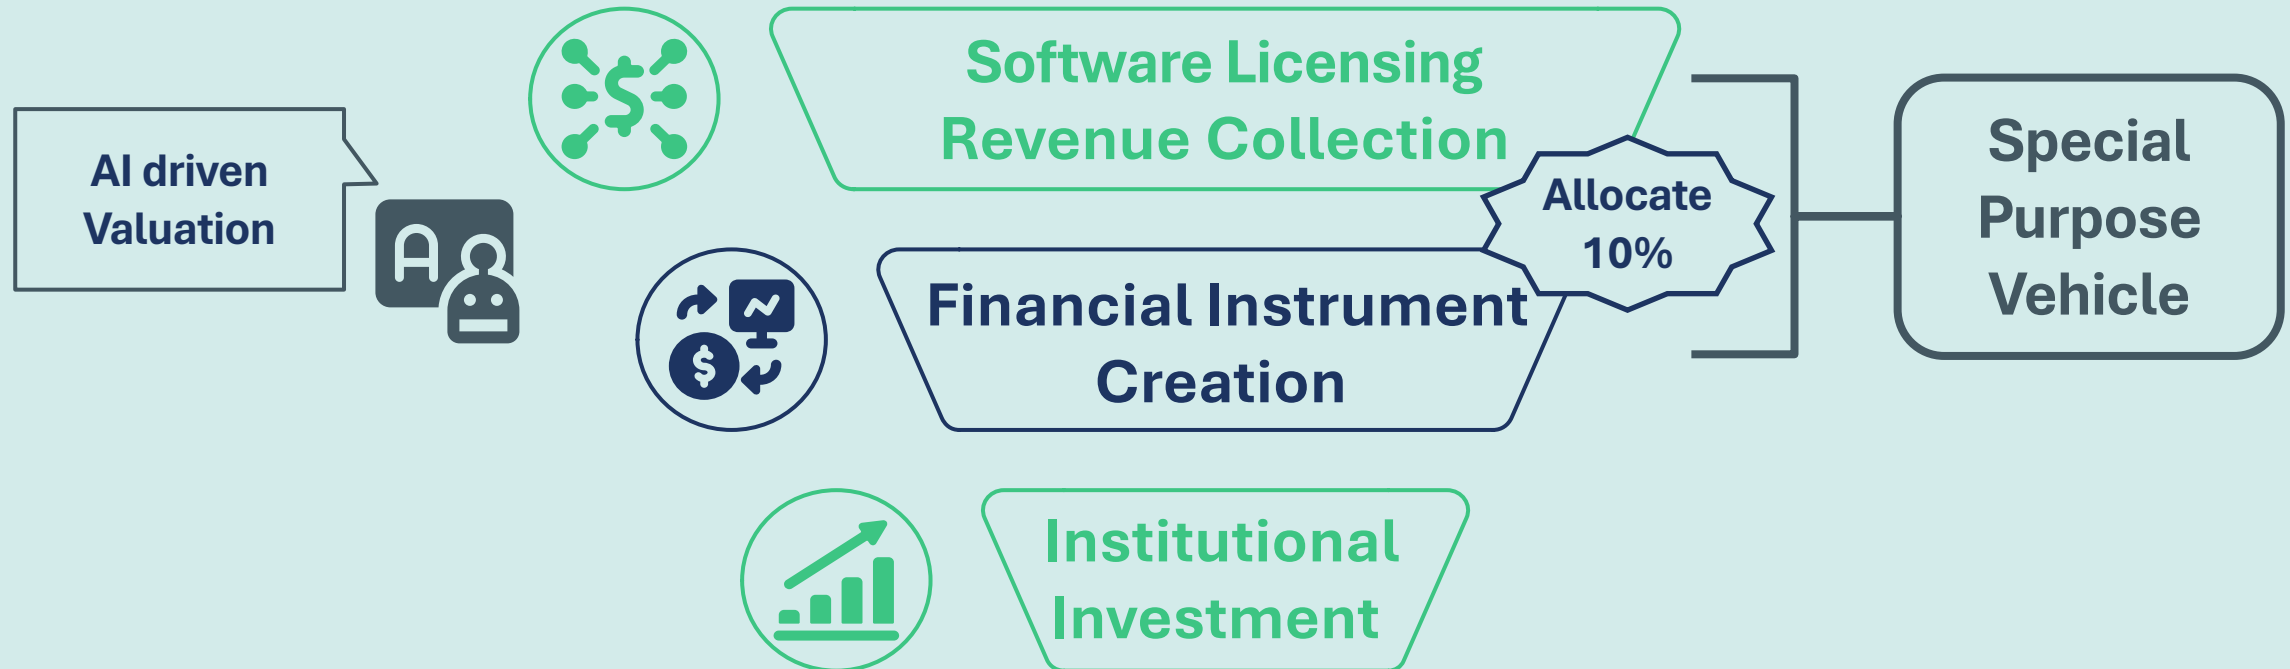 AI driven
Valuation
Software Licensing
Revenue Collection
Allocate
10%
Financial Instrument
Creation
Institutional
Investment
Special
Purpose
Vehicle